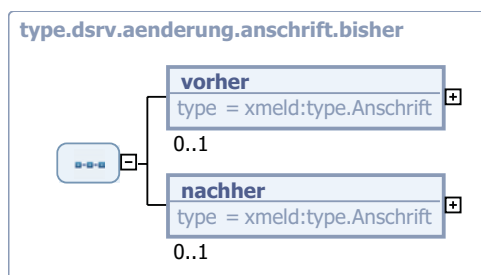 type.dsrv.aenderung.anschrift.bisher
vorher
type = xmeld:type.Anschrift
0..1
nachher
type = xmeld:type.Anschrift
0..1